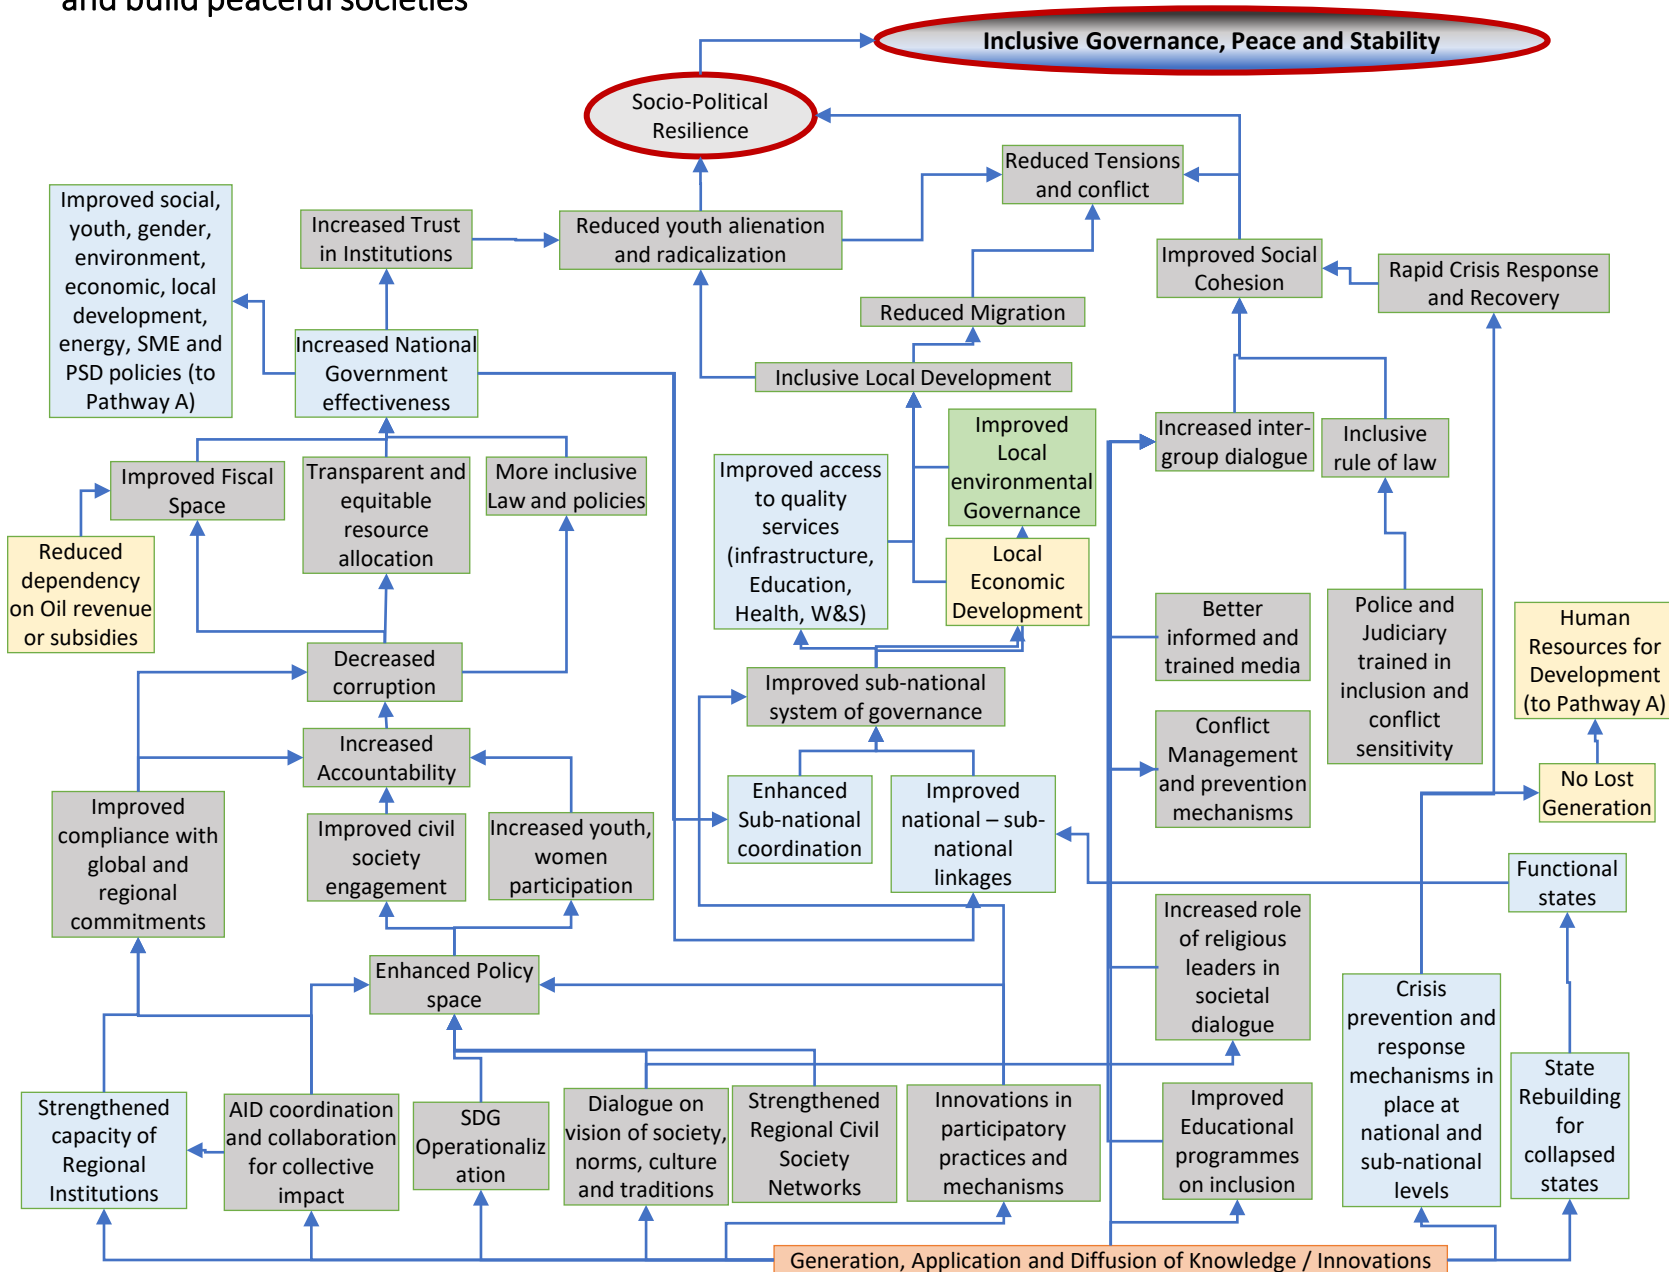 and build peaceful societies
Inclusive Governance, Peace and Stability
Socio-Political
Resilience
Reduced Tensions
and conflict
Improved social,
youth, gender,
environment,
economic, local
development,
energy, SME and
PSD policies (to
Pathway A)
Increased Trust
in Institutions
Reduced youth alienation
and radicalization
Improved Social
Cohesion
Rapid Crisis Response
and Recovery
Reduced Migration
Increased National
Government
effectiveness
Inclusive Local Development
Improved Fiscal
Space
Transparent and
equitable
resource
allocation
More inclusive
Law and policies
Improved access
to quality
services
(infrastructure,
Education,
Health, W&S)
Improved
Local
environmental
Governance
Increased inter-
group dialogue
Inclusive
rule of law
Reduced
dependency
on Oil revenue
or subsidies
Local
Economic
Development
Better
informed and
trained media
Police and
Judiciary
trained in
inclusion and
conflict
sensitivity
Human
Resources for
Development
(to Pathway A)
Decreased
corruption
Improved sub-national
system of governance
Conflict
Management
and prevention
mechanisms
Increased
Accountability
No Lost
Generation
Improved
compliance with
global and
regional
commitments
Improved civil
society
engagement
Increased youth,
women
participation
Enhanced
Sub-national
coordination
Improved
national – sub-
national
linkages
Functional
states
Increased role
of religious
leaders in
societal
dialogue
Enhanced Policy
space
Crisis
prevention and
response
mechanisms in
place at
national and
sub-national
levels
State
Rebuilding
for
collapsed
states
Strengthened
capacity of
Regional
Institutions
AID coordination
and collaboration
for collective
impact
SDG
Operationaliz
ation
Dialogue on
vision of society,
norms, culture
and traditions
Strengthened
Regional Civil
Society
Networks
Innovations in
participatory
practices and
mechanisms
Improved
Educational
programmes
on inclusion
Generation, Application and Diffusion of Knowledge / Innovations